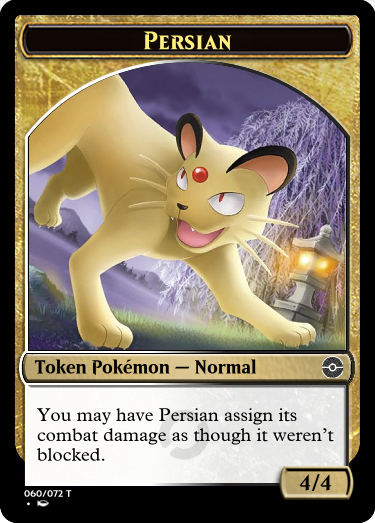 Persian
Token Pokémon — Normal
You may have Persian assign its
combat damage as though it weren't
blocked.
4/4
060/072 T